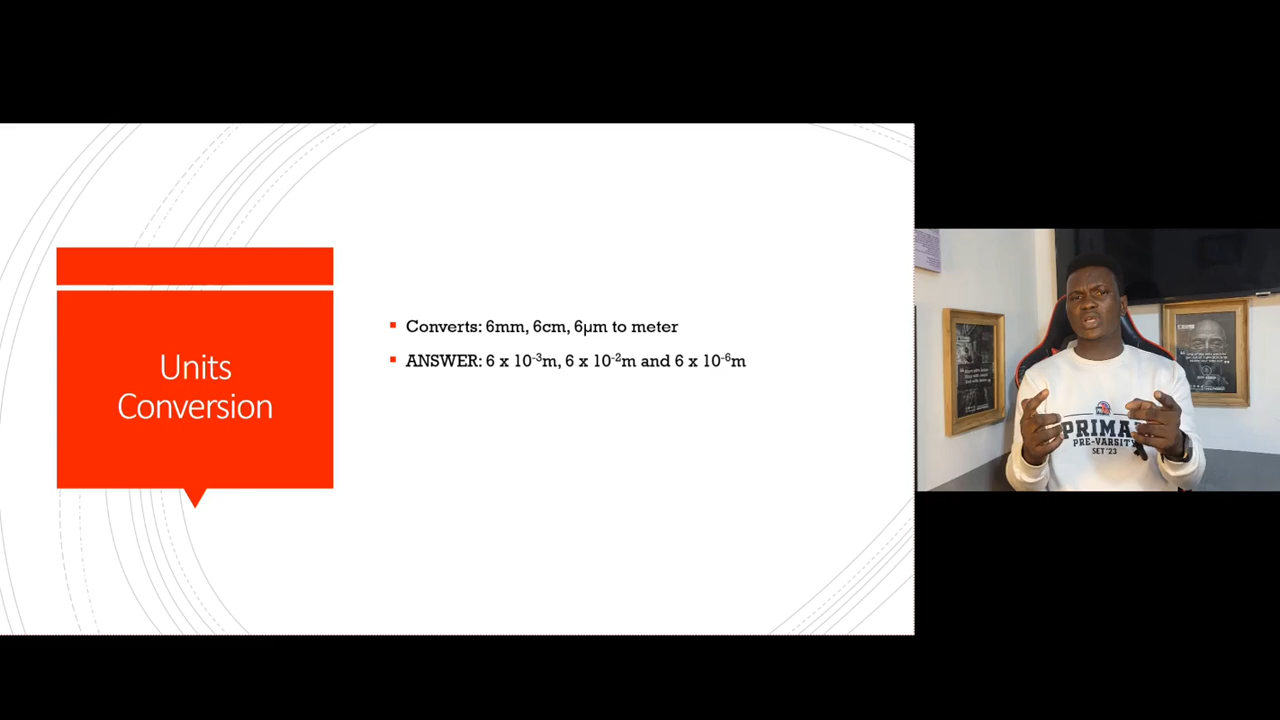 Units
Conversion
Converts: 6mm, 6cm, 6µm to meter
ANSWER: 6 x 10⁻³m, 6 x 10⁻²m and 6 x 10⁻⁶m
PRIMA
PRE-VARSITY
SET '23